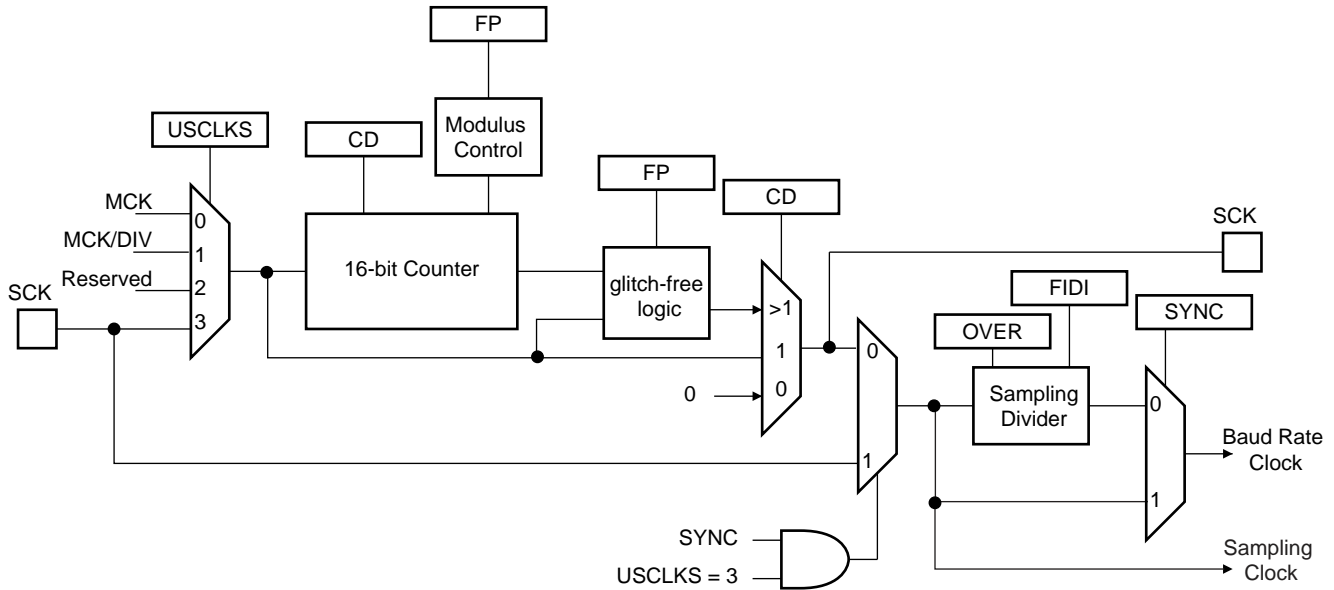 FP
USCLKS
CD
Modulus
Control
FP
CD
MCK
0
MCK/DIV
1
Reserved
2
SCK
3
16-bit Counter
glitch-free
logic
>1
1
0
0
SCK
FIDI
OVER
SYNC
0
1
Sampling
Divider
0
1
Baud Rate
Clock
SYNC
USCLKS = 3
Sampling
Clock